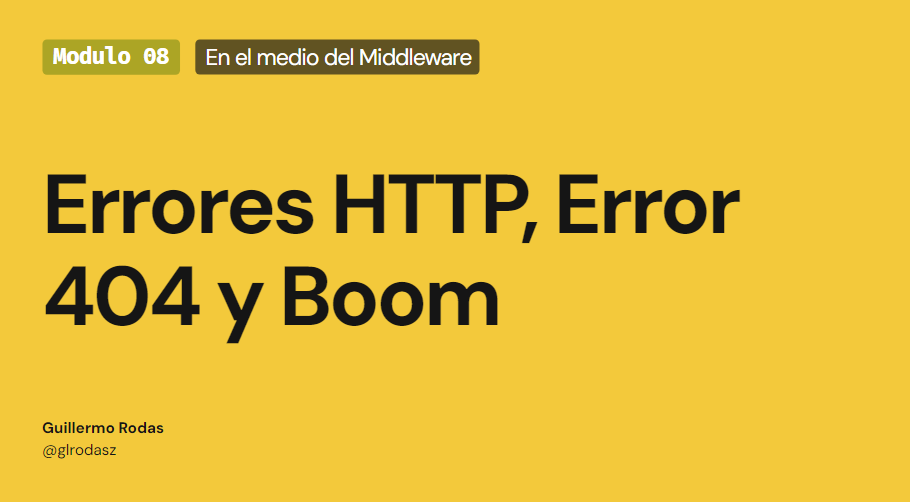 Modulo 08 En el medio del Middleware
Errores HTTP, Error
404 y Boom
Guillermo Rodas
@glrodasz